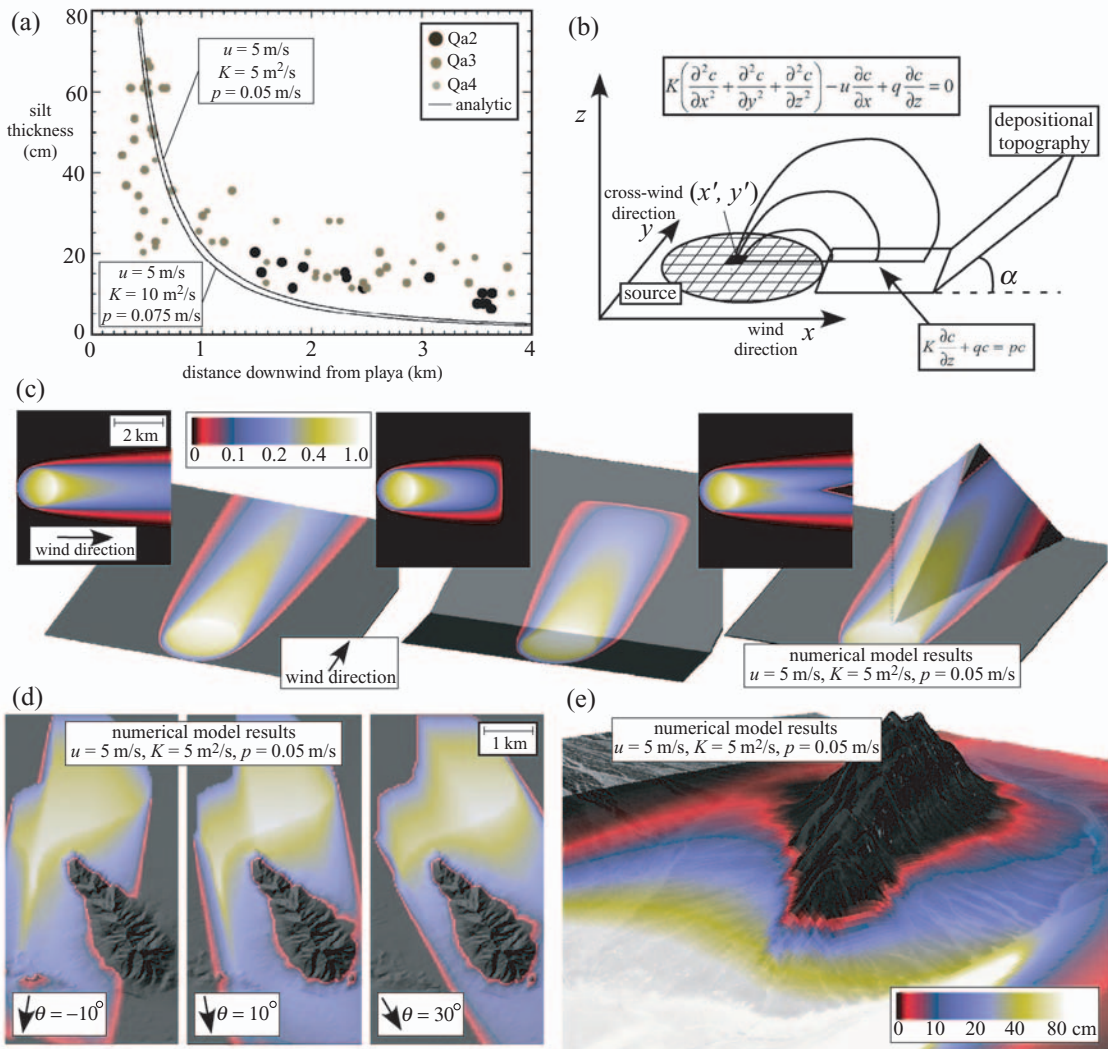 (a)
80
60
silt
thickness
(cm)
40
20
0
0 1 2 3 4
distance downwind from playa (km)
u = 5 m/s
K = 5 m²/s
p = 0.05 m/s
Qa2
Qa3
Qa4
analytic
u = 5 m/s
K = 10 m²/s
p = 0.075 m/s
(b)
K(∂²c/∂x² + ∂²c/∂y² + ∂²c/∂z²) − u ∂c/∂x + q ∂c/∂z = 0
z
depositional
topography
cross-wind
direction
(x′, y′)
y
source
α
x
wind
direction
K ∂c/∂z + qc = pc
(c)
2 km
0 0.1 0.2 0.4 1.0
wind direction
wind direction
numerical model results
u = 5 m/s, K = 5 m²/s, p = 0.05 m/s
(d)
numerical model results
u = 5 m/s, K = 5 m²/s, p = 0.05 m/s
1 km
θ = −10°
θ = 10°
θ = 30°
(e)
numerical model results
u = 5 m/s, K = 5 m²/s, p = 0.05 m/s
0 10 20 40 80 cm